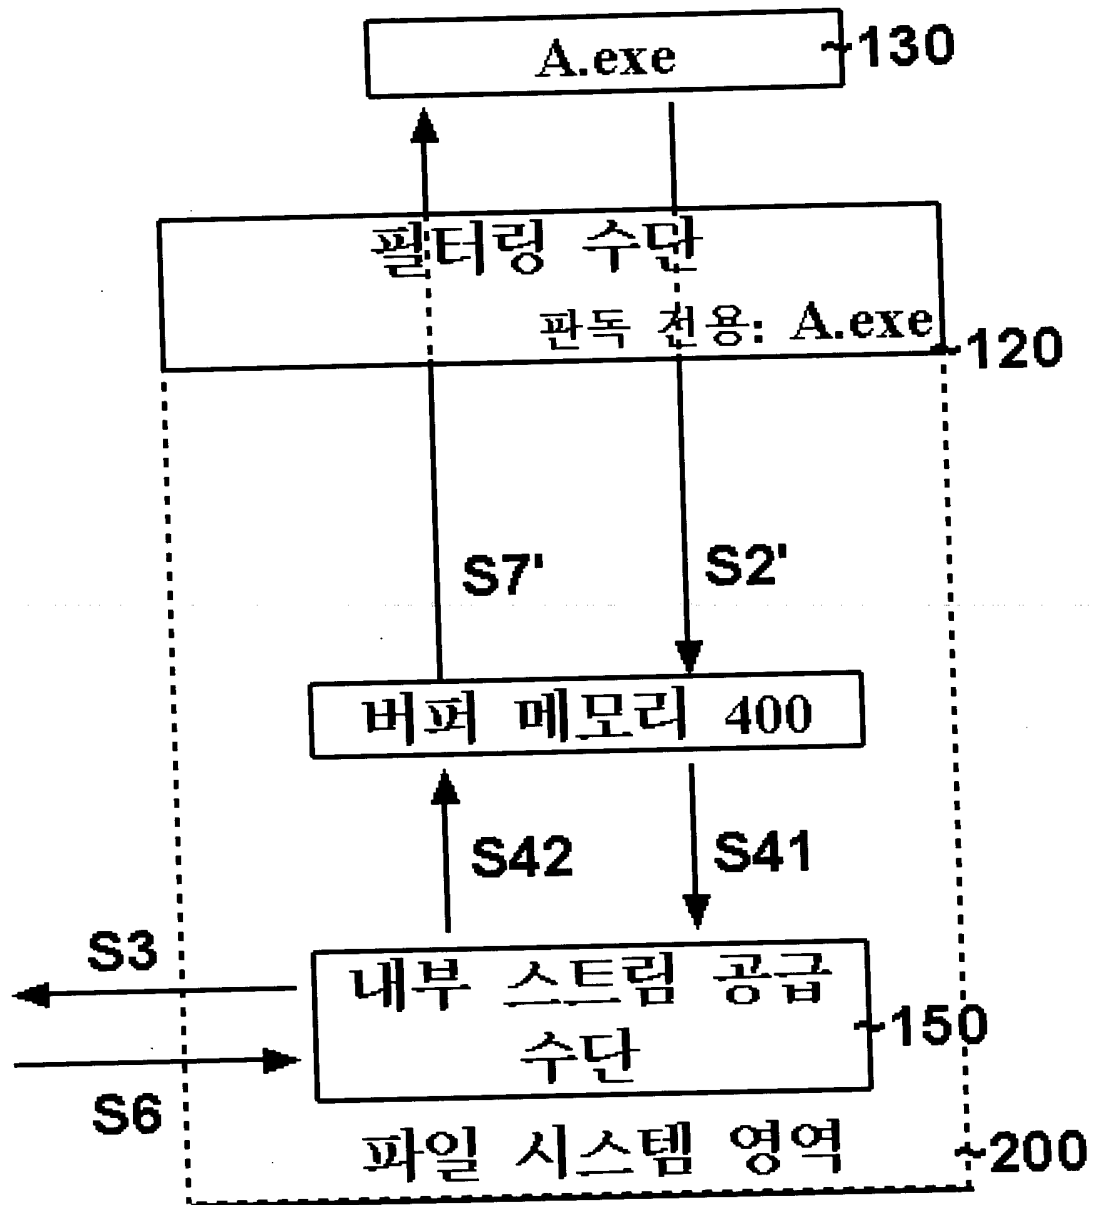 A.exe
130
필터링 수단
판독 전용: A.exe
120
S7'
S2'
버퍼 메모리 400
S42
S41
S3
내부 스트림 공급
수단
150
S6
파일 시스템 영역
200